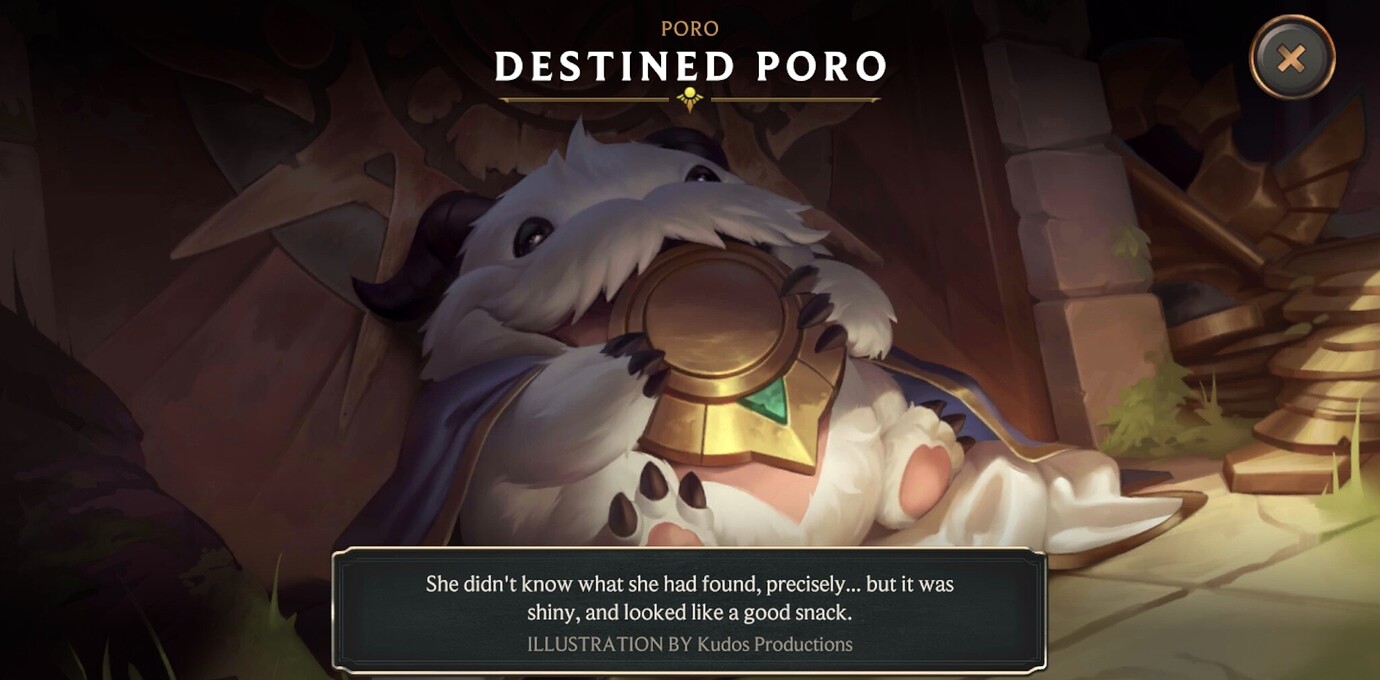 PORO
DESTINED PORO
She didn't know what she had found, precisely... but it was
shiny, and looked like a good snack.
ILLUSTRATION BY Kudos Productions